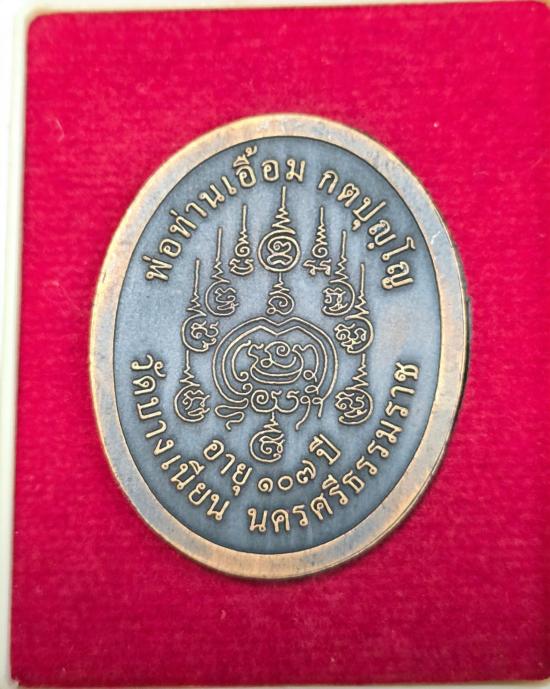 พ่อท่านเอื้อม กตปุญฺโญ
อายุ ๑๐๗ ปี
วัดบางเนียน นครศรีธรรมราช